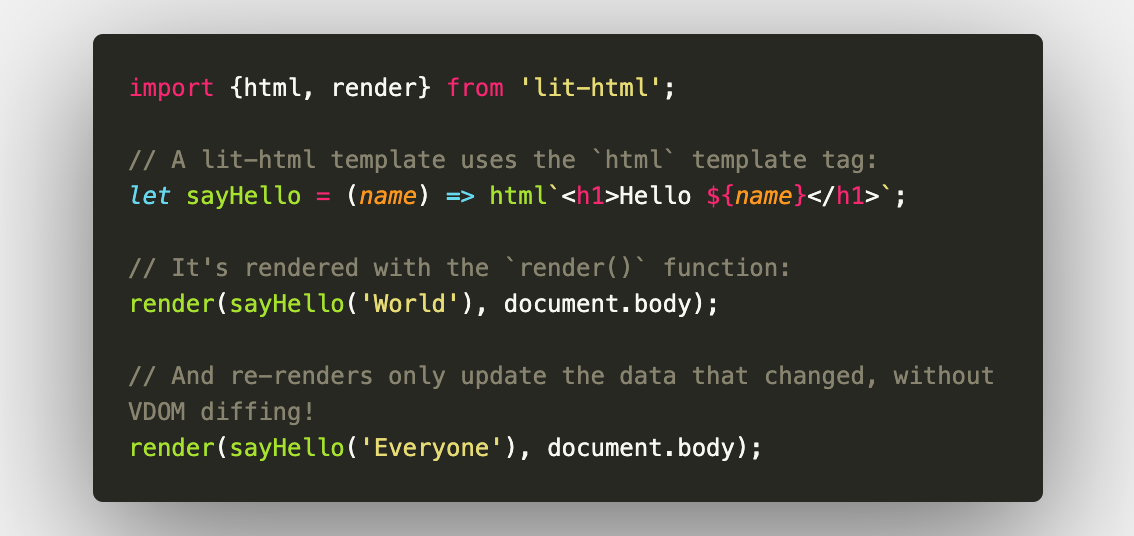 import {html, render} from 'lit-html';
// A lit-html template uses the `html` template tag:
let sayHello = (name) => html`<h1>Hello ${name}</h1>`;
// It's rendered with the `render()` function:
render(sayHello('World'), document.body);
// And re-renders only update the data that changed, without
VDOM diffing!
render(sayHello('Everyone'), document.body);